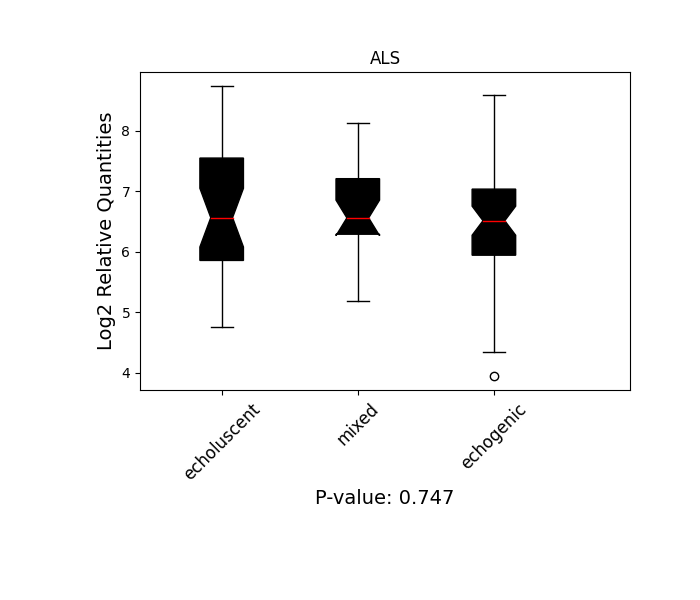 ALS
Log2 Relative Quantities
8
7
6
5
4
echoluscent
mixed
echogenic
P-value: 0.747